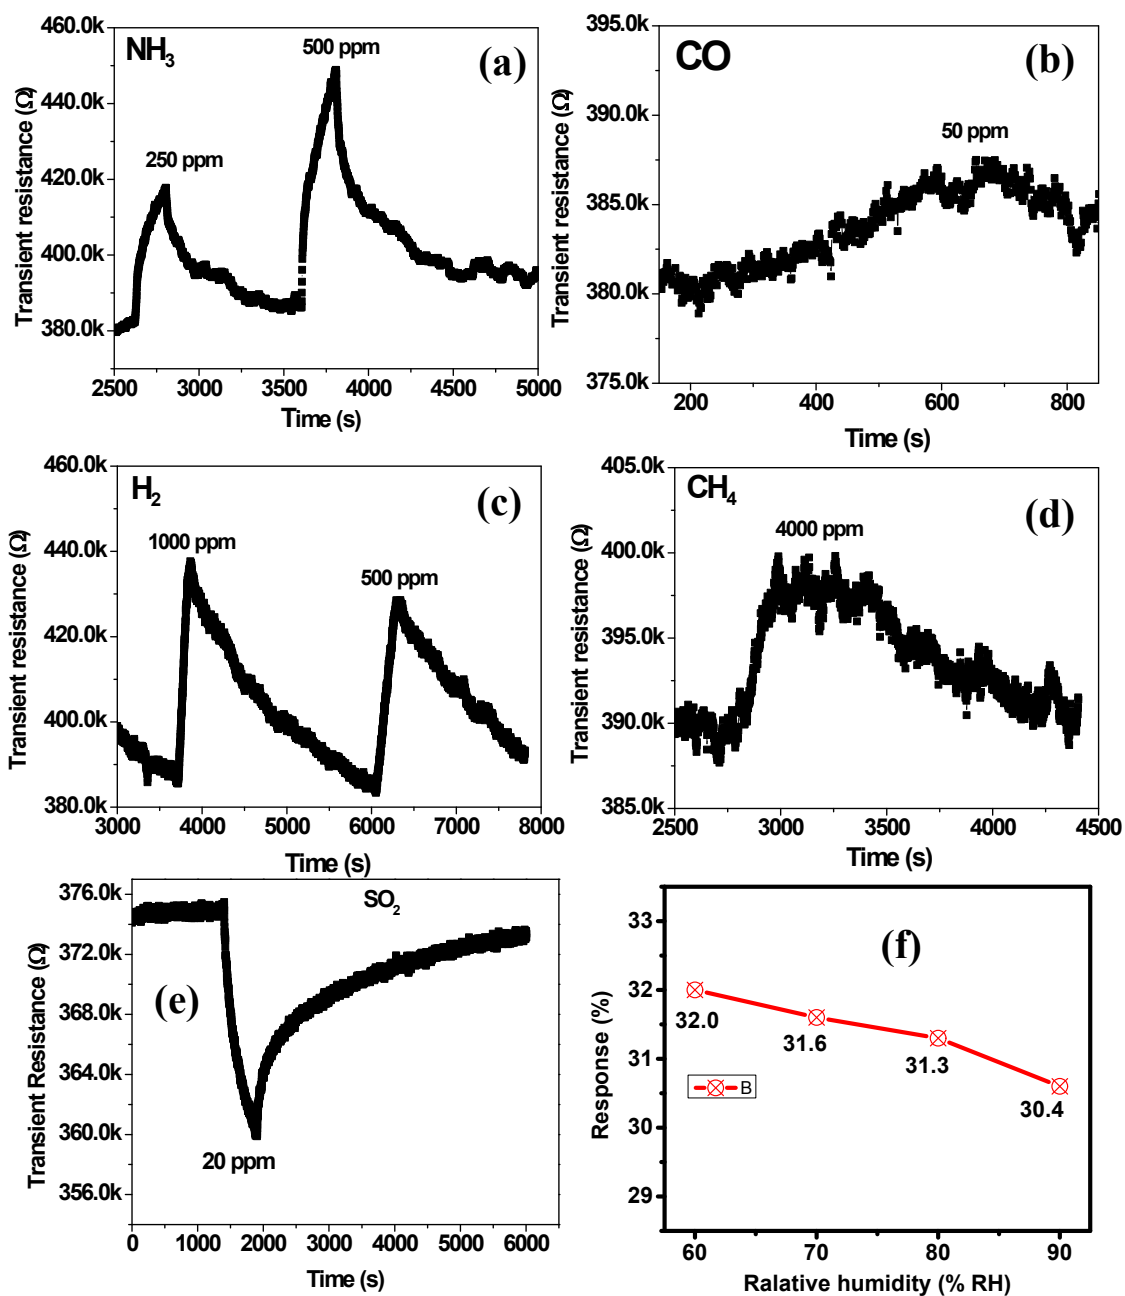 NH3
(a)
250 ppm
500 ppm
460.0k
440.0k
420.0k
400.0k
380.0k
Transient resistance (Ω)
2500 3000 3500 4000 4500 5000
Time (s)
CO
(b)
50 ppm
395.0k
390.0k
385.0k
380.0k
375.0k
Transient resistance (Ω)
200 400 600 800
Time (s)
H2
(c)
1000 ppm
500 ppm
460.0k
440.0k
420.0k
400.0k
380.0k
Transient resistance (Ω)
3000 4000 5000 6000 7000 8000
Time (s)
CH4
(d)
4000 ppm
405.0k
400.0k
395.0k
390.0k
385.0k
Transient resistance (Ω)
2500 3000 3500 4000 4500
Time (s)
SO2
(e)
20 ppm
376.0k
372.0k
368.0k
364.0k
360.0k
356.0k
Transient Resistance (Ω)
0 1000 2000 3000 4000 5000 6000
Time (s)
(f)
33
32
31
30
29
Response (%)
32.0
31.6
31.3
30.4
B
60 70 80 90
Ralative humidity (% RH)